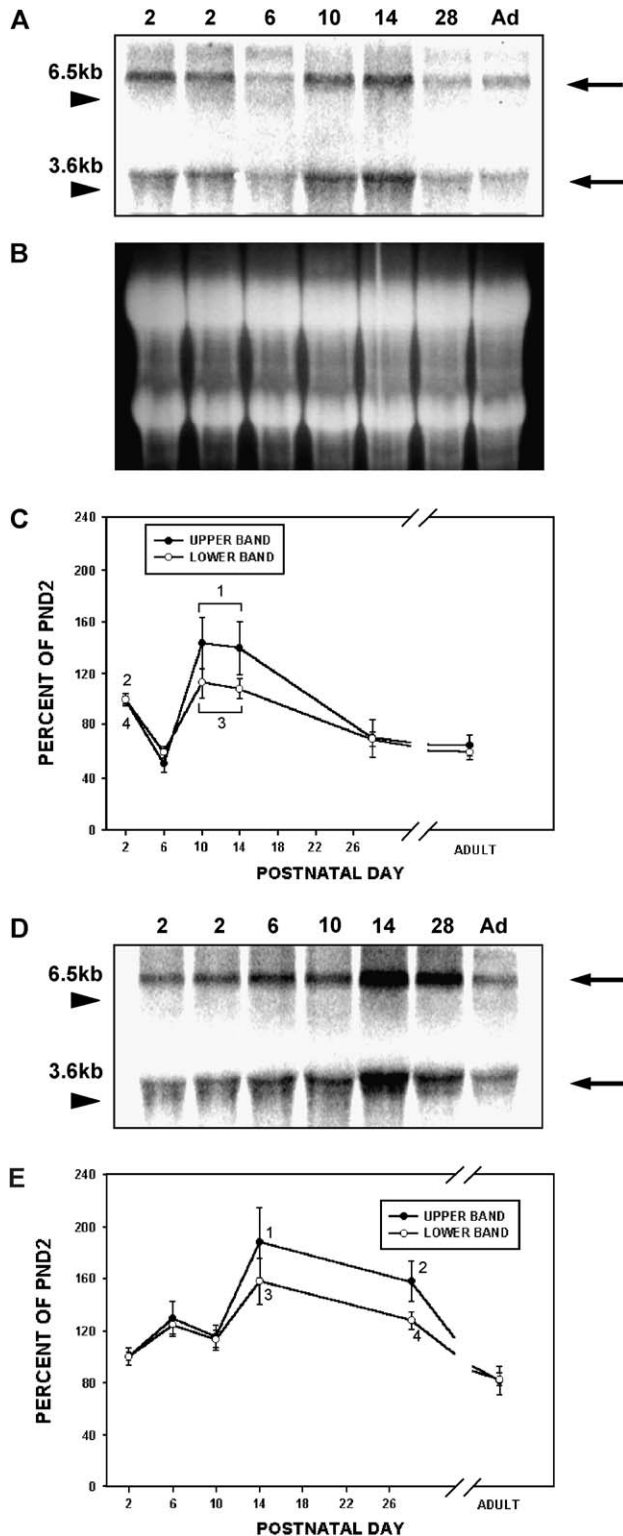 A 2 2 6 10 14 28 Ad
6.5kb
3.6kb
B
C
240
200
160
120
80
40
0
UPPER BAND
LOWER BAND
1
2
4
3
PERCENT OF PND2
2 6 10 14 18 22 26 ADULT
POSTNATAL DAY
D 2 2 6 10 14 28 Ad
6.5kb
3.6kb
E
240
200
160
120
80
40
0
UPPER BAND
LOWER BAND
1
2
3
4
PERCENT OF PND2
2 6 10 14 18 22 26 ADULT
POSTNATAL DAY